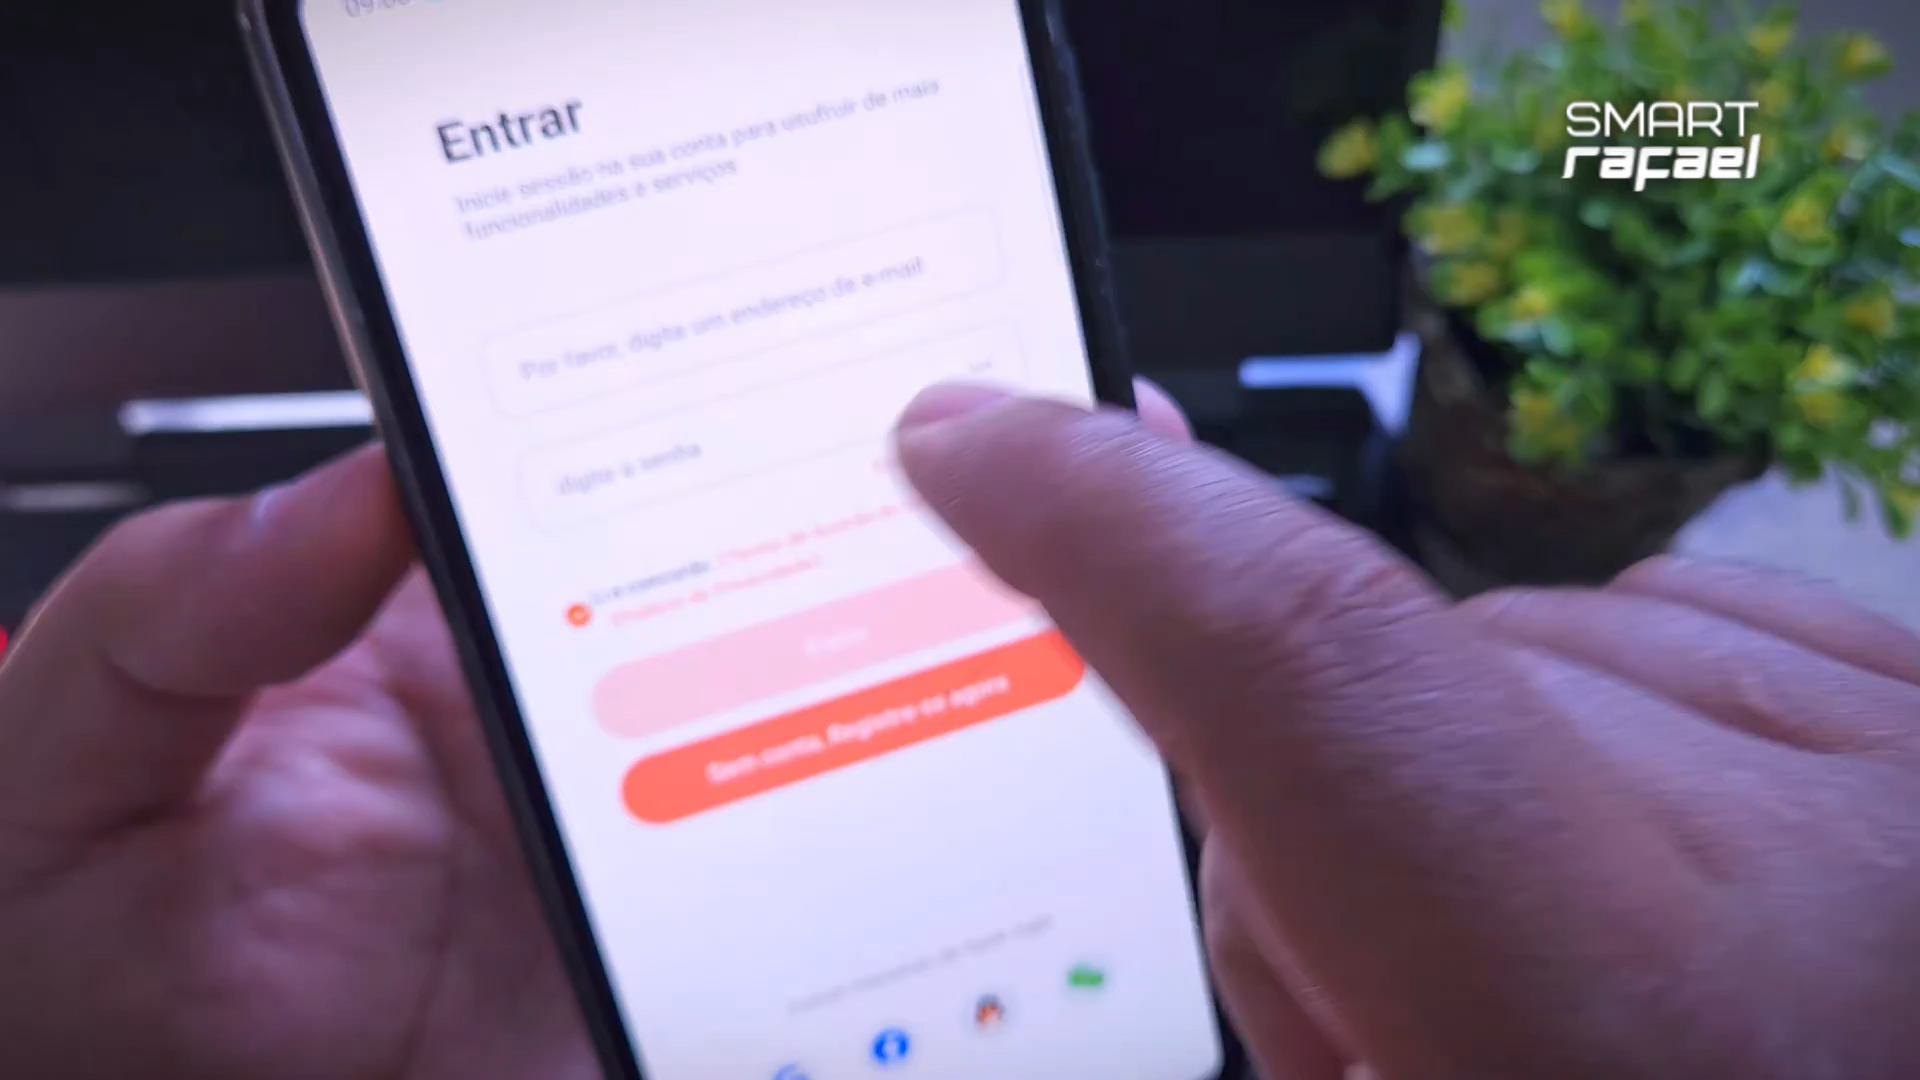 SMART
rafael
Entrar
Inicie sessão na sua conta para usufruir de mais
funcionalidades e serviços
Por favor, digite um endereço de e-mail
digite a senha
Sem conta, Registre-se agora